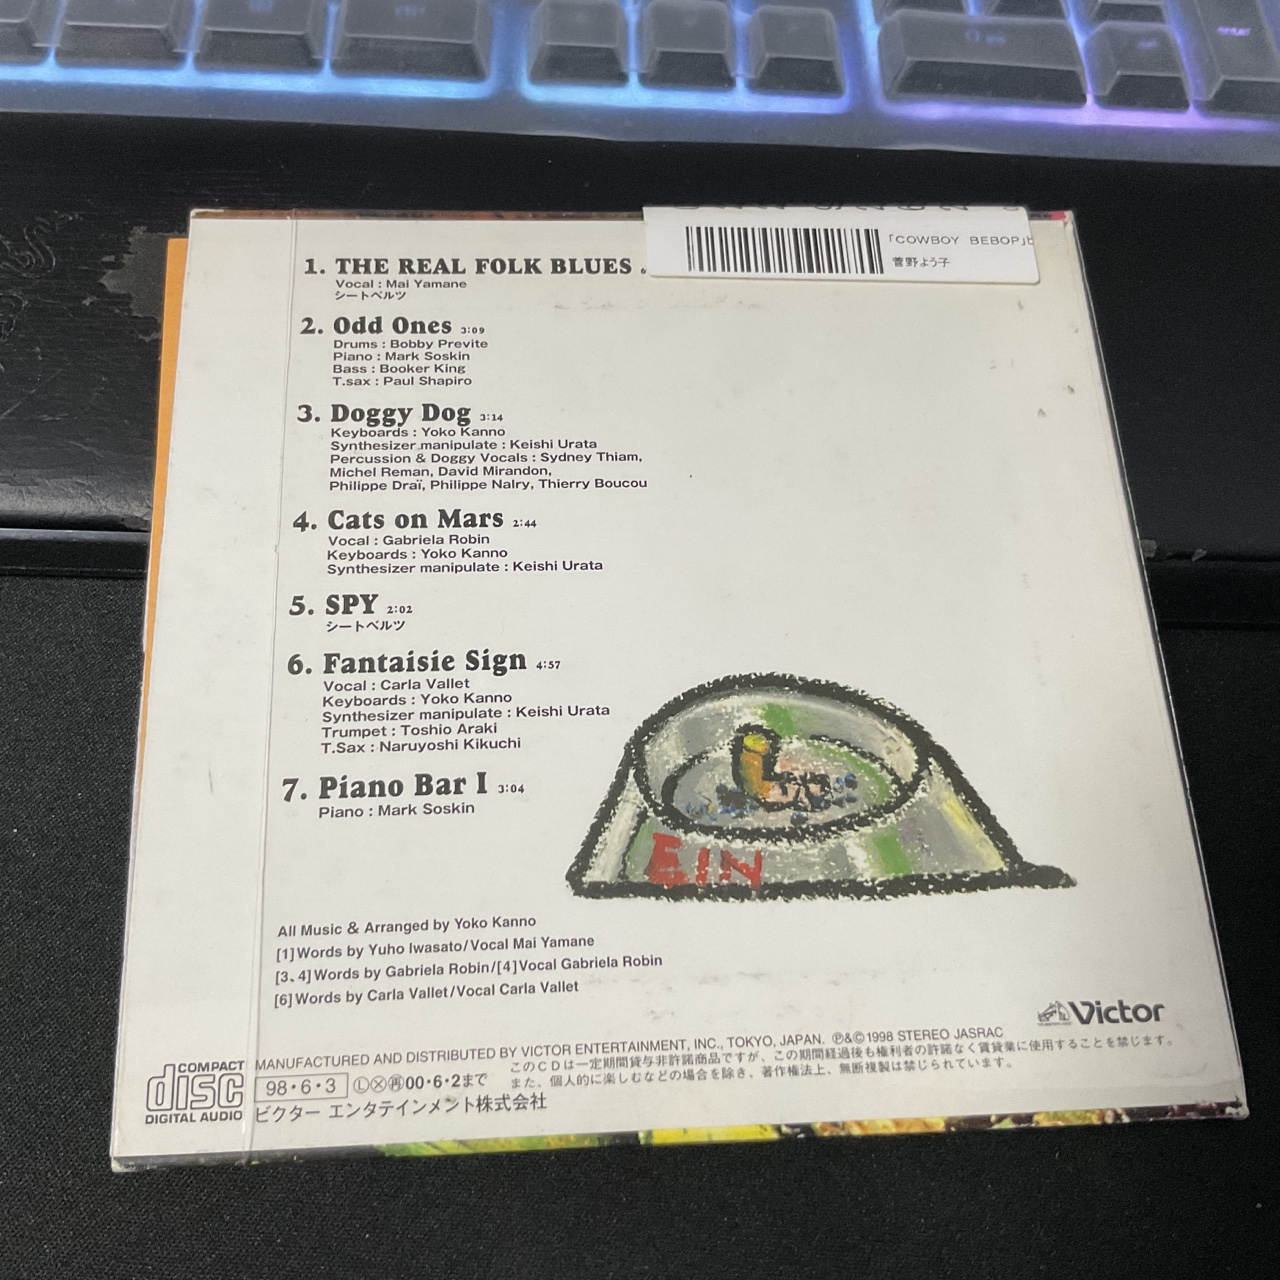 enter
「COWBOY BEBOP」ビ
菅野よう子
1. THE REAL FOLK BLUES
Vocal : Mai Yamane
シートベルツ
2. Odd Ones 3:09
Drums : Bobby Previte
Piano : Mark Soskin
Bass : Booker King
T.sax : Paul Shapiro
3. Doggy Dog 3:14
Keyboards : Yoko Kanno
Synthesizer manipulate : Keishi Urata
Percussion & Doggy Vocals : Sydney Thiam,
Michel Reman, David Mirandon,
Philippe Draï, Philippe Nalry, Thierry Boucou
4. Cats on Mars 2:44
Vocal : Gabriela Robin
Keyboards : Yoko Kanno
Synthesizer manipulate : Keishi Urata
5. SPY 2:02
シートベルツ
6. Fantaisie Sign 4:57
Vocal : Carla Vallet
Keyboards : Yoko Kanno
Synthesizer manipulate : Keishi Urata
Trumpet : Toshio Araki
T.Sax : Naruyoshi Kikuchi
7. Piano Bar I 3:04
Piano : Mark Soskin
EIN
All Music & Arranged by Yoko Kanno
[1]Words by Yuho Iwasato/Vocal Mai Yamane
[3、4]Words by Gabriela Robin/[4]Vocal Gabriela Robin
[6]Words by Carla Vallet/Vocal Carla Vallet
Victor
COMPACT
disc
DIGITAL AUDIO
MANUFACTURED AND DISTRIBUTED BY VICTOR ENTERTAINMENT, INC., TOKYO, JAPAN. ℗&©1998 STEREO JASRAC
98・6・3 Ⓛ Ⓧ 再 00・6・2まで
このCDは一定期間貸与非許諾商品ですが、この期間経過後も権利者の許諾なく賃貸業に使用することを禁じます。
また、個人的に楽しむなどの場合を除き、著作権法上、無断複製は禁じられています。
ビクター エンタテインメント株式会社